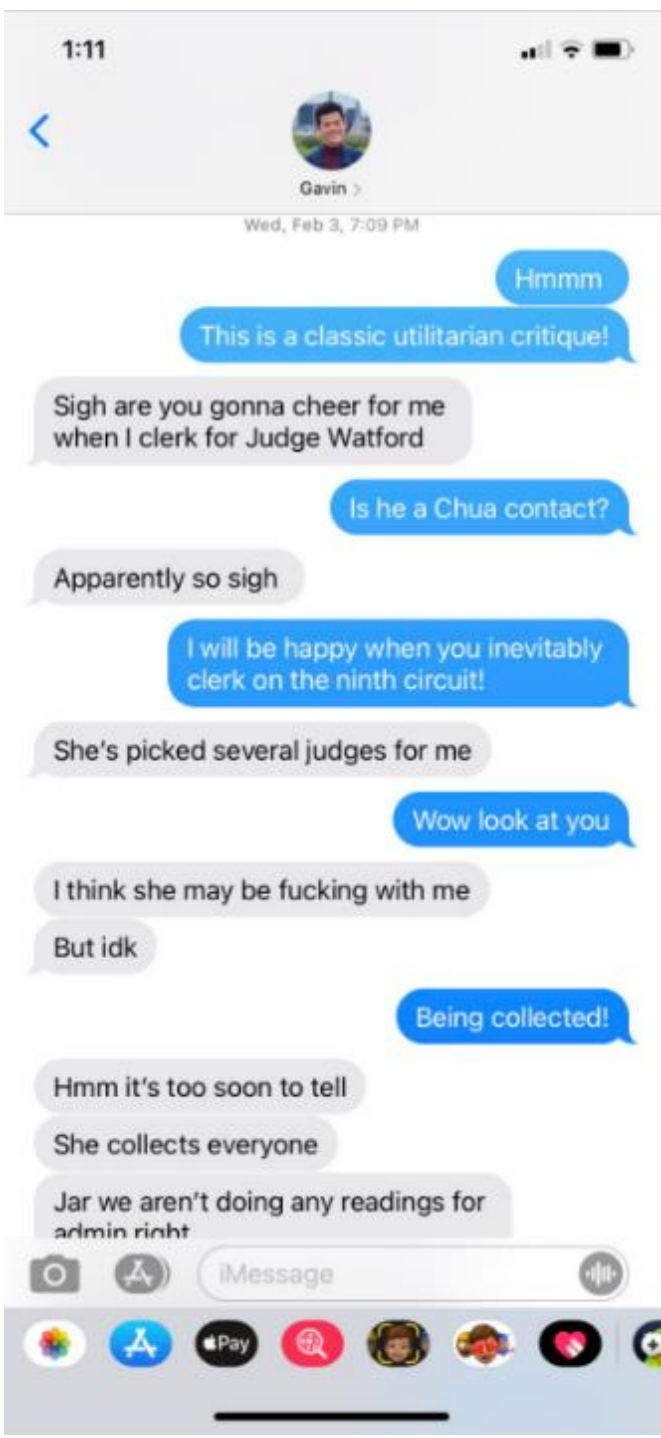 1:11
Gavin >
Wed, Feb 3, 7:09 PM
Hmmm
This is a classic utilitarian critique!
Sigh are you gonna cheer for me
when I clerk for Judge Watford
Is he a Chua contact?
Apparently so sigh
I will be happy when you inevitably
clerk on the ninth circuit!
She's picked several judges for me
Wow look at you
I think she may be fucking with me
But idk
Being collected!
Hmm it's too soon to tell
She collects everyone
Jar we aren't doing any readings for
admin right
iMessage
Pay